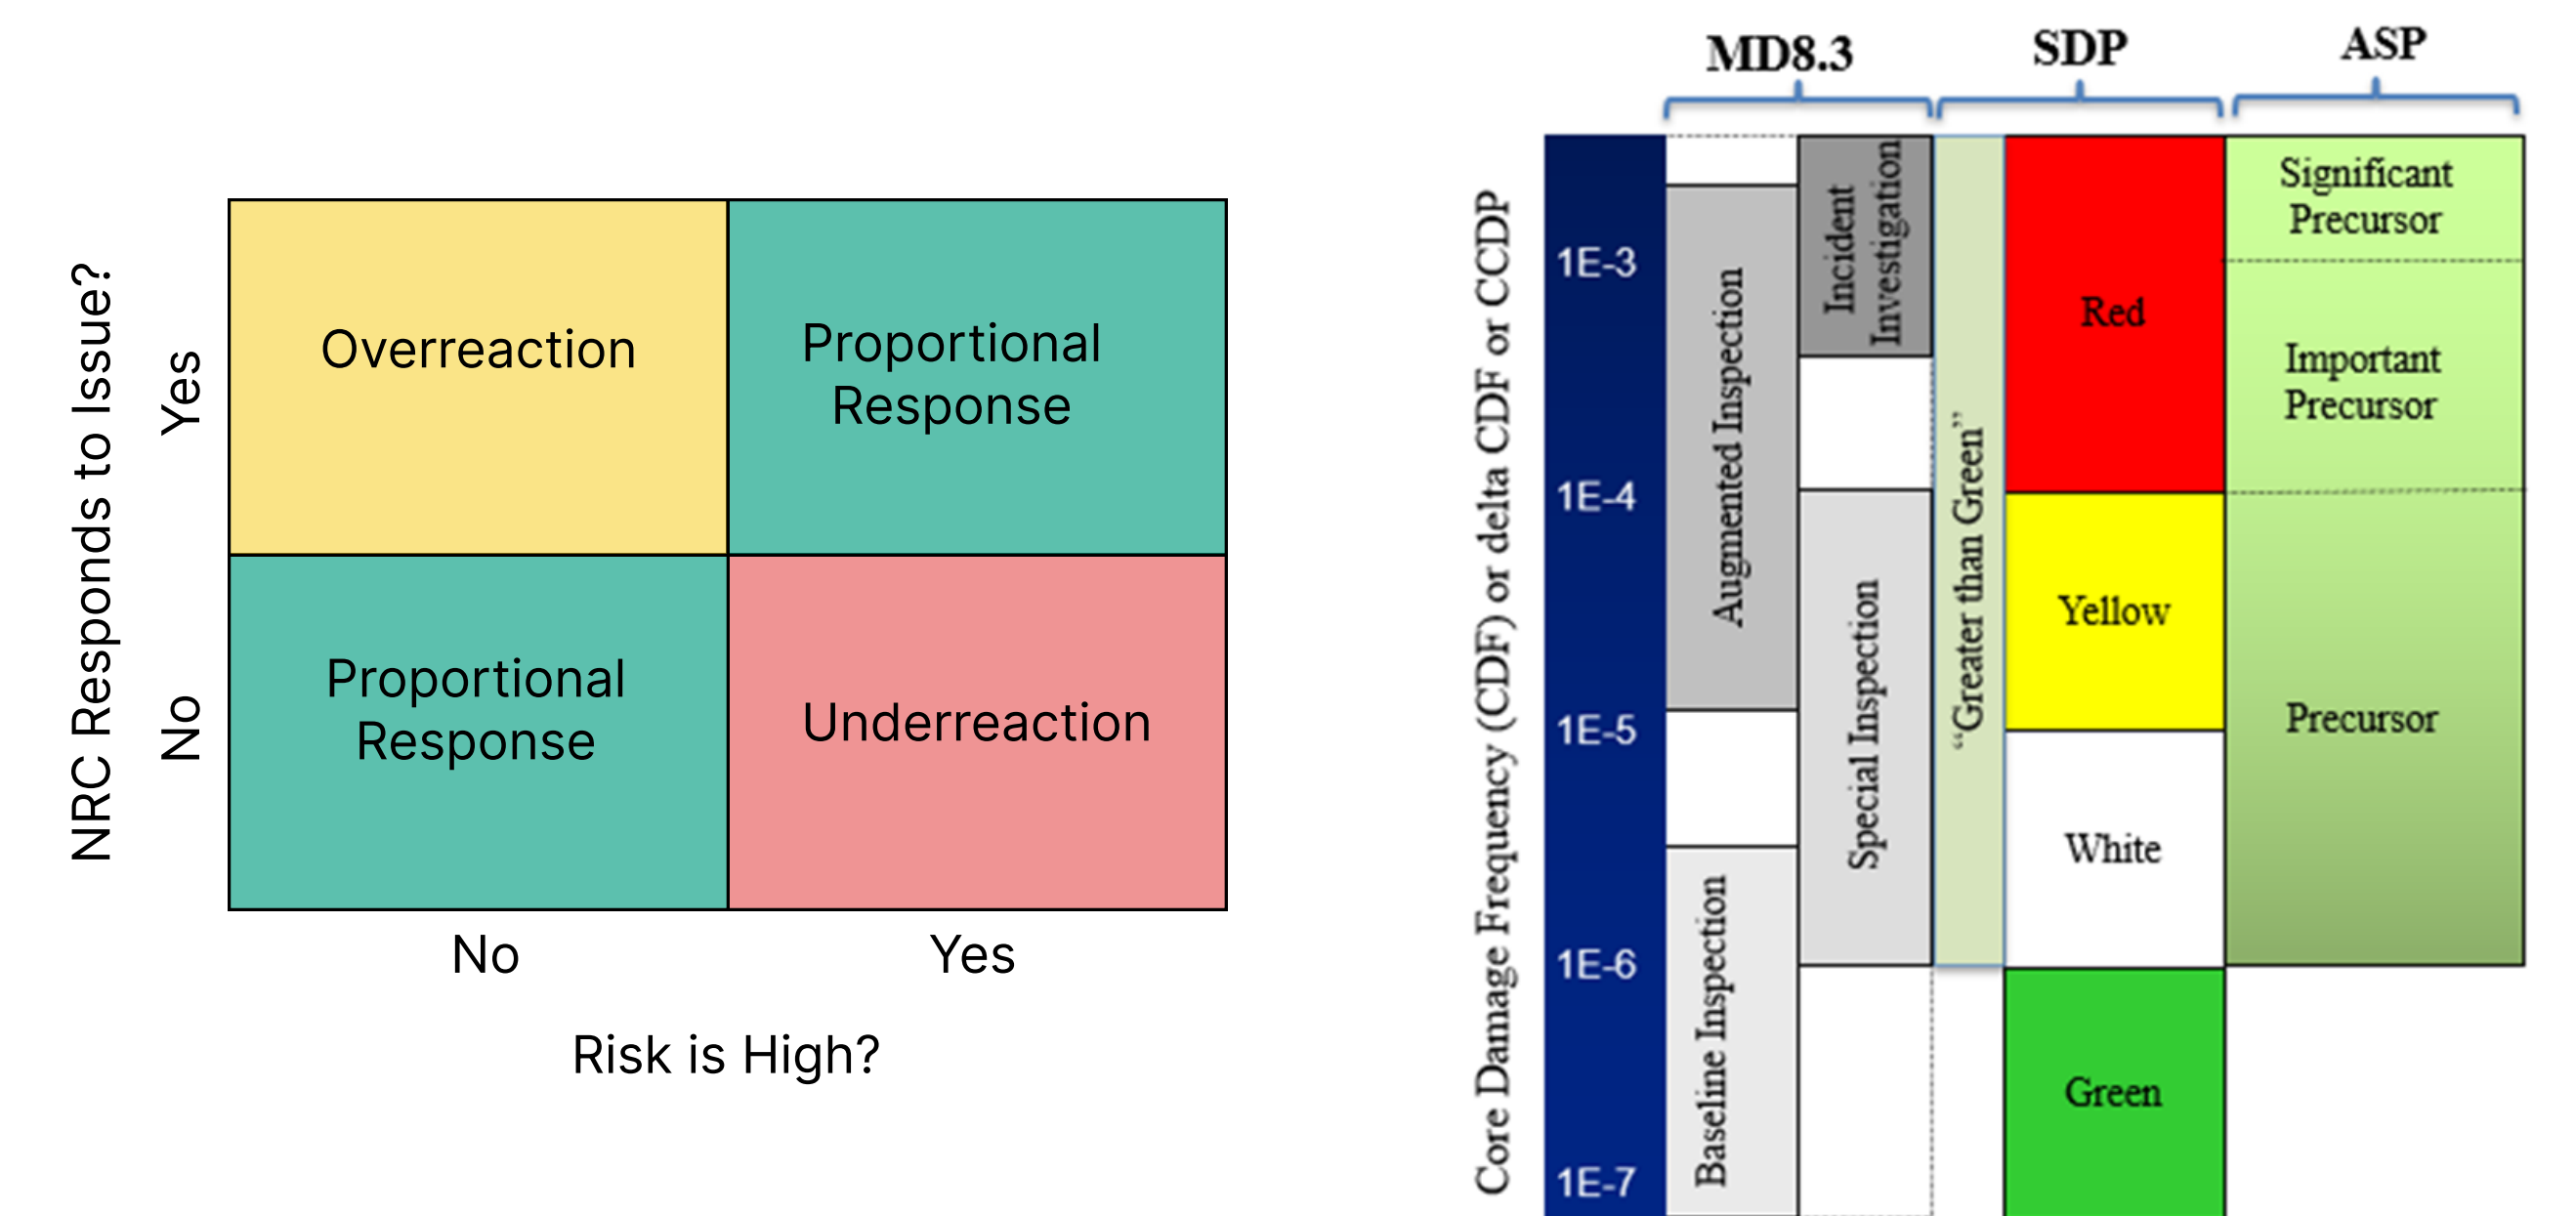 NRC Responds to Issue?
Yes
No
Overreaction
Proportional
Response
Proportional
Response
Underreaction
No
Yes
Risk is High?
MD8.3
SDP
ASP
Core Damage Frequency (CDF) or delta CDF or CCDP
1E-3
1E-4
1E-5
1E-6
1E-7
Augmented Inspection
Baseline Inspection
Incident
Investigation
Special Inspection
“Greater than Green”
Red
Yellow
White
Green
Significant
Precursor
Important
Precursor
Precursor